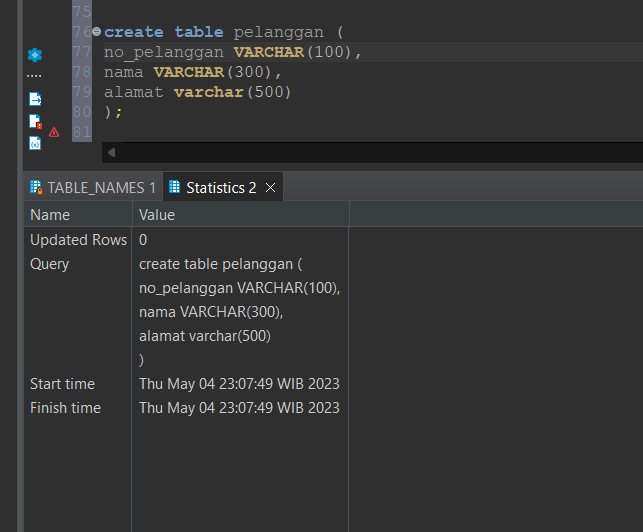 75
76 create table pelanggan (
77 no_pelanggan VARCHAR(100),
78 nama VARCHAR(300),
79 alamat varchar(500)
80 );
81
TABLE_NAMES 1 Statistics 2
Name Value
Updated Rows 0
Query create table pelanggan (
no_pelanggan VARCHAR(100),
nama VARCHAR(300),
alamat varchar(500)
)
Start time Thu May 04 23:07:49 WIB 2023
Finish time Thu May 04 23:07:49 WIB 2023